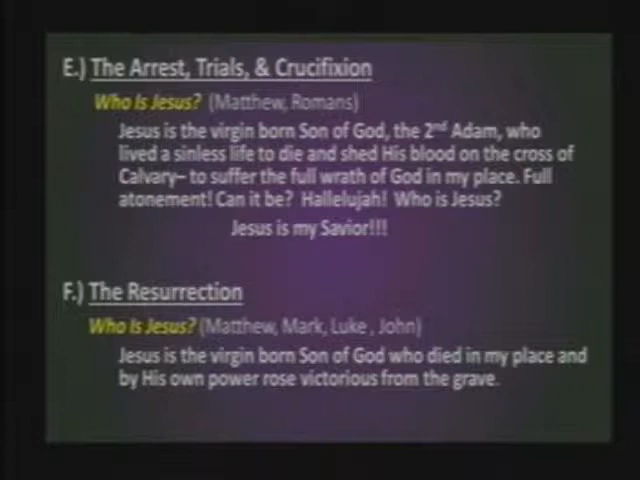 E.) The Arrest, Trials, & Crucifixion
Who Is Jesus? (Matthew, Romans)
Jesus is the virgin born Son of God, the 2nd Adam, who
lived a sinless life to die and shed His blood on the cross of
Calvary– to suffer the full wrath of God in my place. Full
atonement! Can it be? Hallelujah! Who is Jesus?
Jesus is my Savior!!!
F.) The Resurrection
Who Is Jesus? (Matthew, Mark, Luke , John)
Jesus is the virgin born Son of God who died in my place and
by His own power rose victorious from the grave.